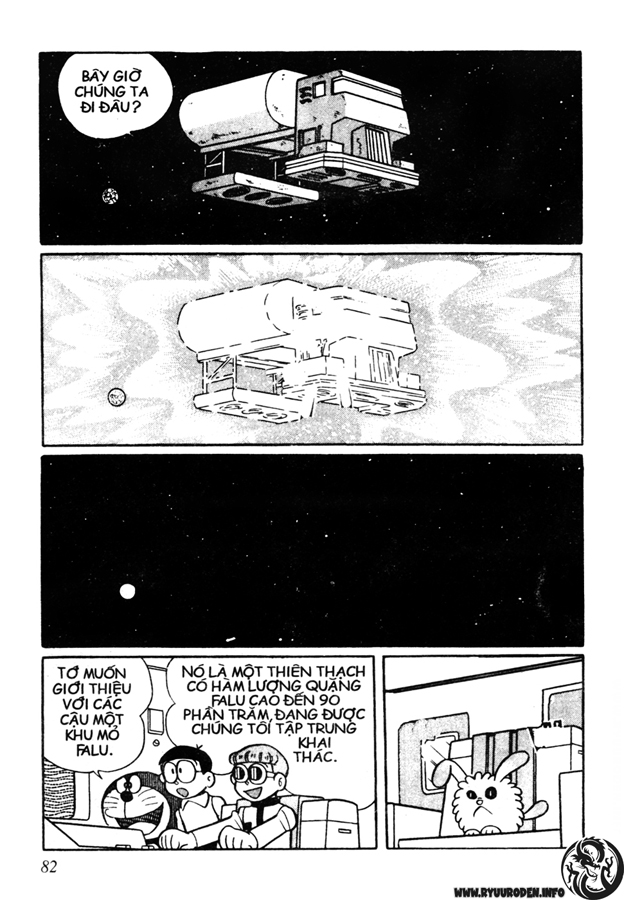 BÂY GIỜ
CHÚNG TA
ĐI ĐÂU?
TỚ MUỐN
GIỚI THIỆU
VỚI CÁC
CẬU MỘT
KHU MỎ
FALU.
NÓ LÀ MỘT THIÊN THẠCH
CÓ HÀM LƯỢNG QUẶNG
FALU CAO ĐẾN 90
PHẦN TRĂM, ĐANG ĐƯỢC
CHÚNG TÔI TẬP TRUNG
KHAI
THÁC.
82
WWW.RYUURODEN.INFO